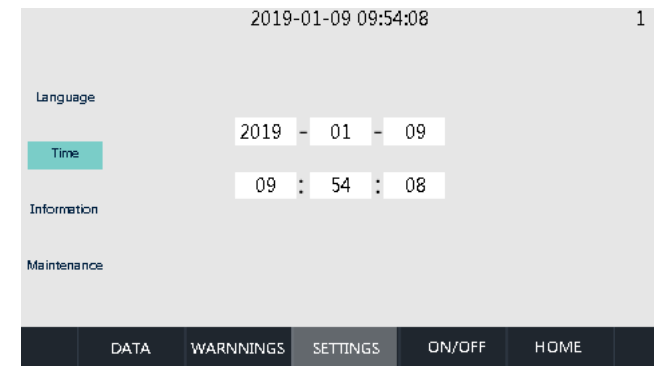 2019-01-09 09:54:08 1
Language
2019 - 01 - 09
Time
09 : 54 : 08
Information
Maintenance
DATA WARNNINGS SETTINGS ON/OFF HOME